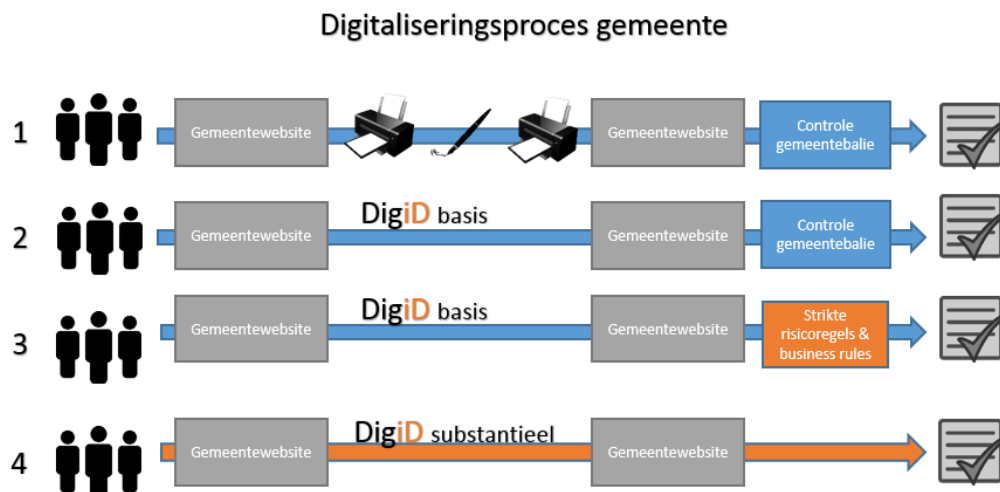 Digitaliseringsproces gemeente
1
Gemeentewebsite
Gemeentewebsite
Controle
gemeentebalie
2
Gemeentewebsite
DigiD basis
Gemeentewebsite
Controle
gemeentebalie
3
Gemeentewebsite
DigiD basis
Gemeentewebsite
Strikte
risicoregels &
business rules
4
Gemeentewebsite
DigiD substantieel
Gemeentewebsite